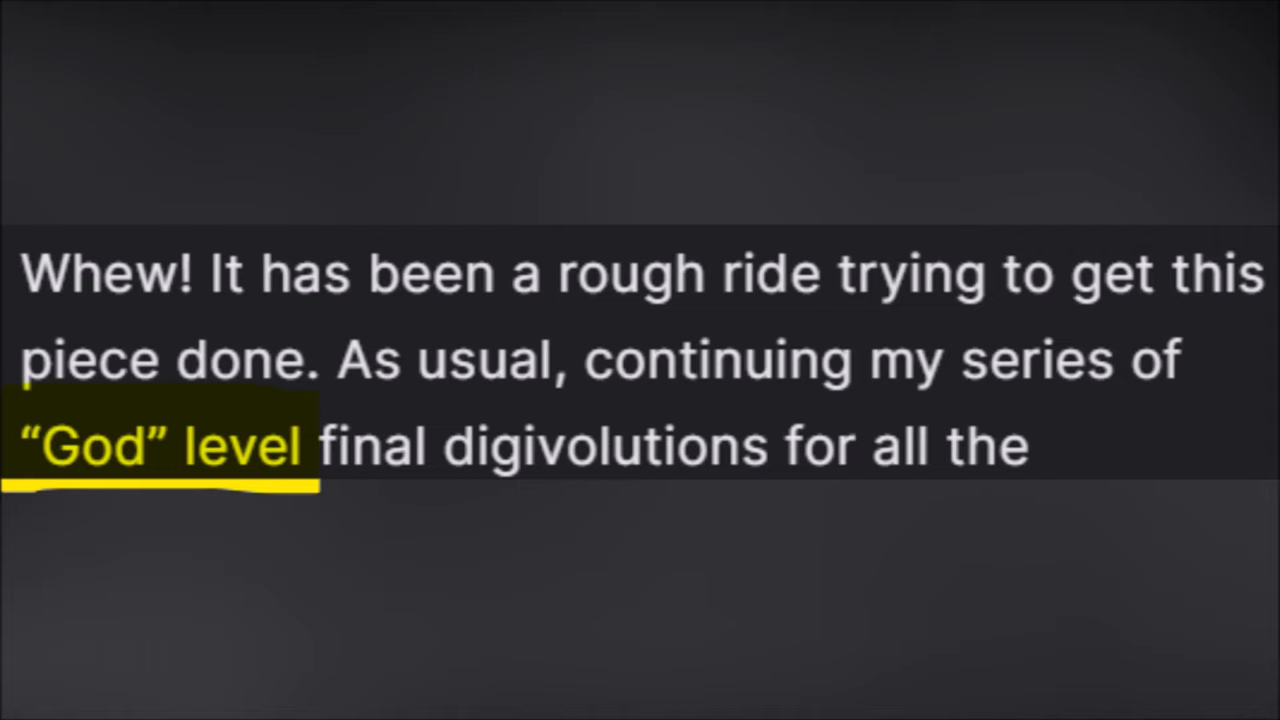 Whew! It has been a rough ride trying to get this
piece done. As usual, continuing my series of
“God” level final digivolutions for all the